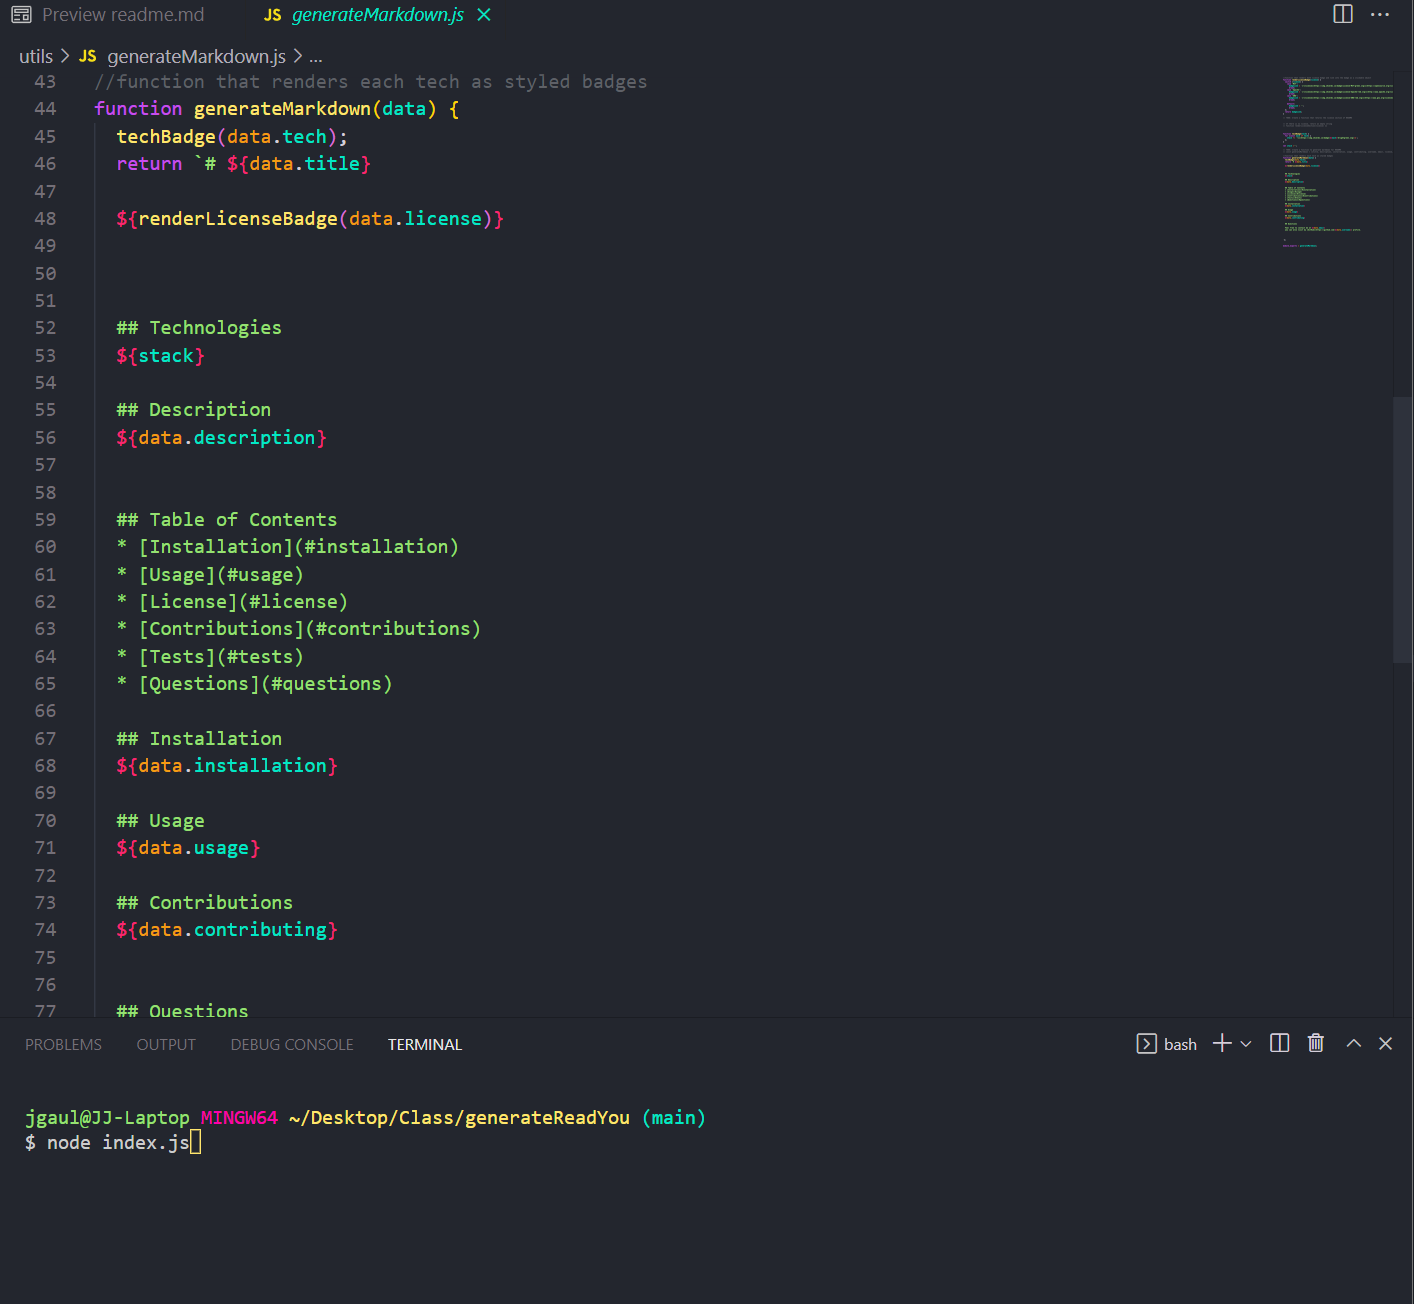 Preview readme.md JS generateMarkdown.js
utils > JS generateMarkdown.js > ...
43 //function that renders each tech as styled badges
44 function generateMarkdown(data) {
45 techBadge(data.tech);
46 return `# ${data.title}
47
48 ${renderLicenseBadge(data.license)}
49
50
51
52 ## Technologies
53 ${stack}
54
55 ## Description
56 ${data.description}
57
58
59 ## Table of Contents
60 * [Installation](#installation)
61 * [Usage](#usage)
62 * [License](#license)
63 * [Contributions](#contributions)
64 * [Tests](#tests)
65 * [Questions](#questions)
66
67 ## Installation
68 ${data.installation}
69
70 ## Usage
71 ${data.usage}
72
73 ## Contributions
74 ${data.contributing}
75
76
77 ## Questions
PROBLEMS OUTPUT DEBUG CONSOLE TERMINAL bash
jgaul@JJ-Laptop MINGW64 ~/Desktop/Class/generateReadYou (main)
$ node index.js